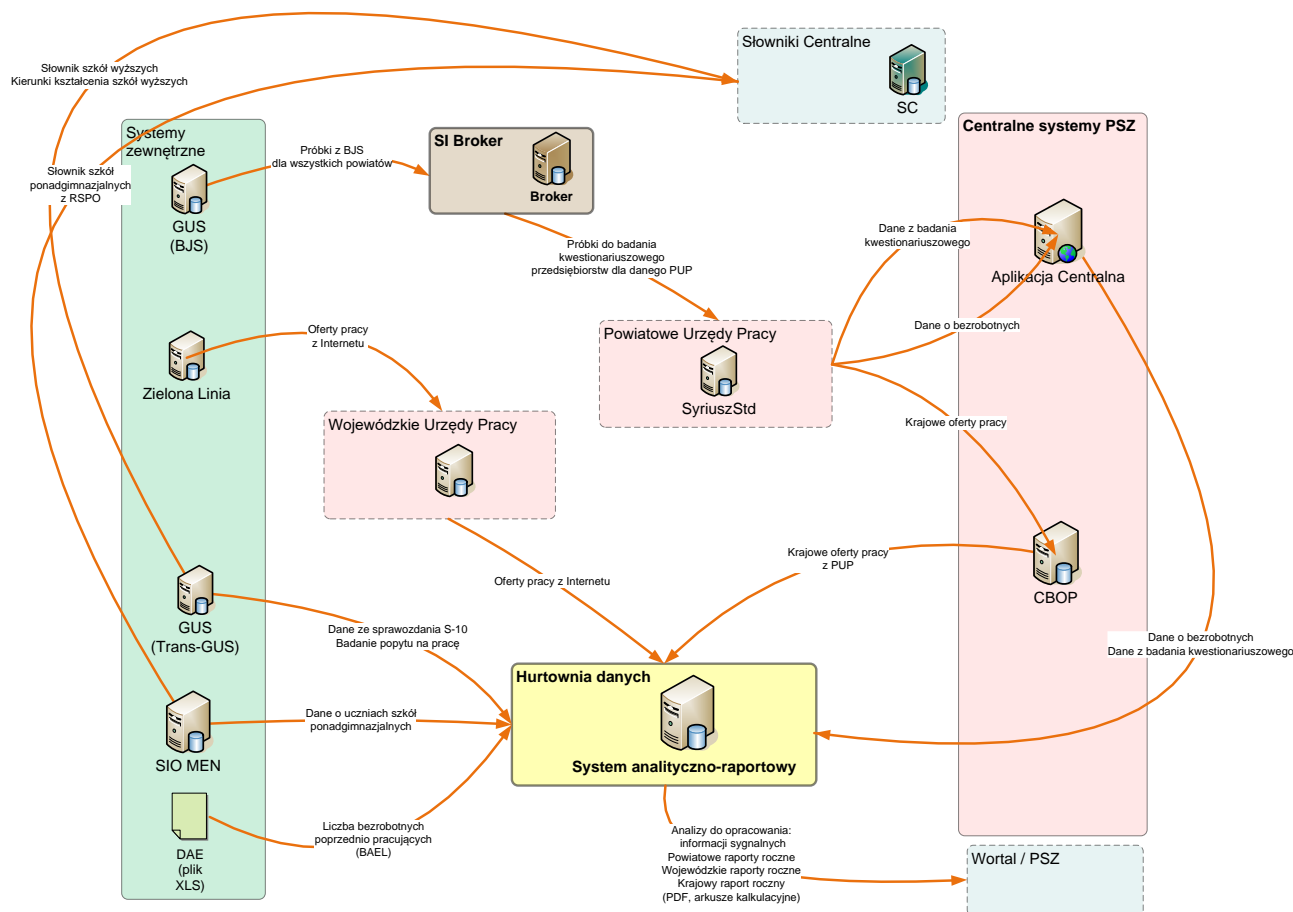 Słowniki Centralne
SC
Słownik szkół wyższych
Kierunki kształcenia szkół wyższych
Systemy
zewnętrzne
Słownik szkół
ponadgimnazjalnych
z RSPO
GUS
(BJS)
Próbki z BJS
dla wszystkich powiatów
SI Broker
Broker
Próbki do badania
kwestionariuszowego
przedsiębiorstw dla danego PUP
Centralne systemy PSZ
Dane z badania
kwestionariuszowego
Aplikacja Centralna
Dane o bezrobotnych
Zielona Linia
Oferty pracy
z Internetu
Powiatowe Urzędy Pracy
SyriuszStd
Krajowe oferty pracy
Wojewódzkie Urzędy Pracy
Oferty pracy z Internetu
Krajowe oferty pracy
z PUP
CBOP
GUS
(Trans-GUS)
Dane ze sprawozdania S-10
Badanie popytu na pracę
Dane o bezrobotnych
Dane z badania kwestionariuszowego
Hurtownia danych
System analityczno-raportowy
SIO MEN
Dane o uczniach szkół
ponadgimnazjalnych
DAE
(plik
XLS)
Liczba bezrobotnych
poprzednio pracujących
(BAEL)
Analizy do opracowania:
informacji sygnalnych
Powiatowe raporty roczne
Wojewódzkie raporty roczne
Krajowy raport roczny
(PDF, arkusze kalkulacyjne)
Wortal / PSZ